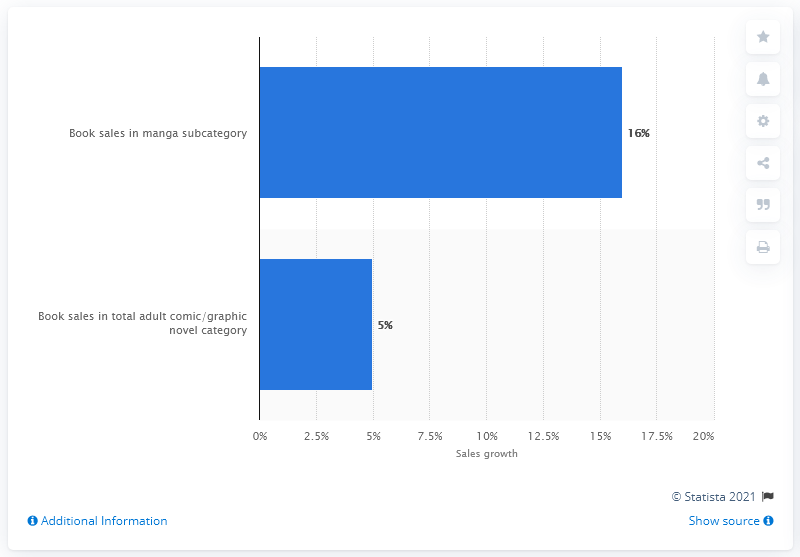 Book sales in manga subcategory
16%
Book sales in total adult comic/graphic
novel category
5%
0% 2.5% 5% 7.5% 10% 12.5% 15% 17.5% 20%
Sales growth
© Statista 2021
Additional Information
Show source